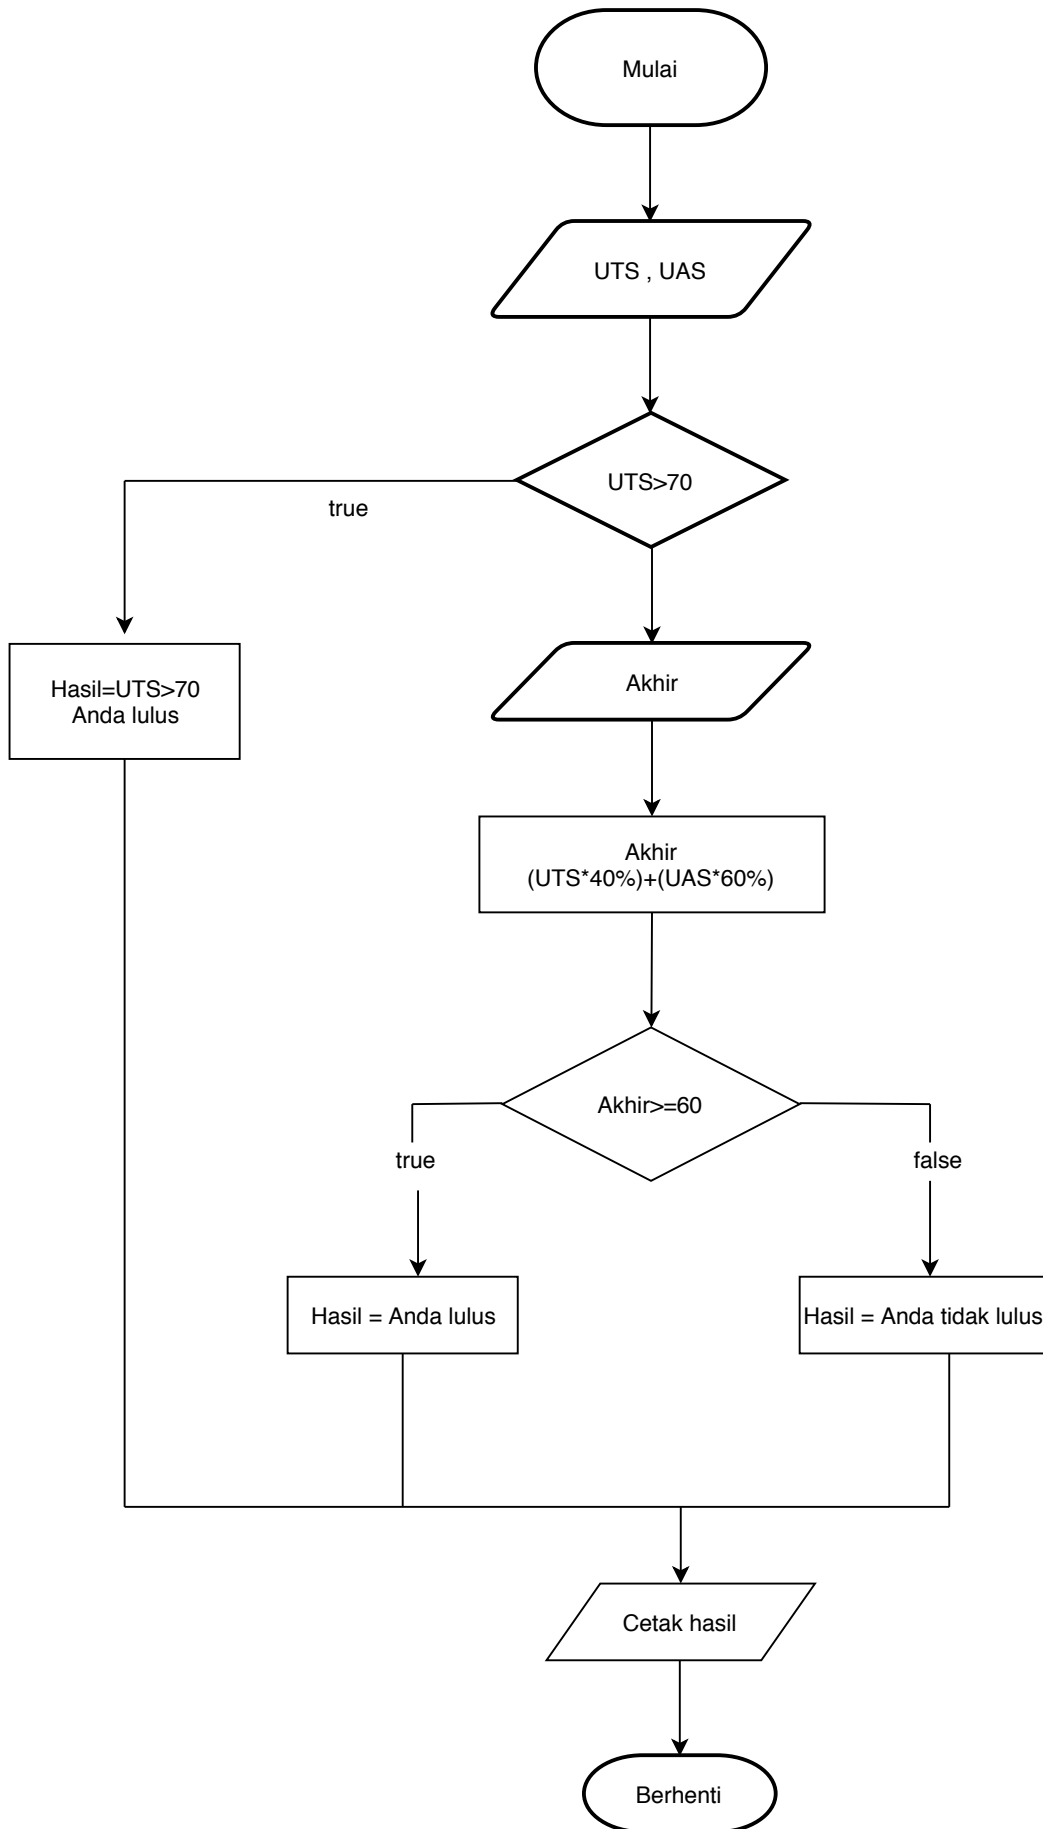 Mulai
UTS , UAS
UTS>70
true
Hasil=UTS>70
Anda lulus
Akhir
Akhir
(UTS*40%)+(UAS*60%)
Akhir>=60
true
false
Hasil = Anda lulus
Hasil = Anda tidak lulus
Cetak hasil
Berhenti